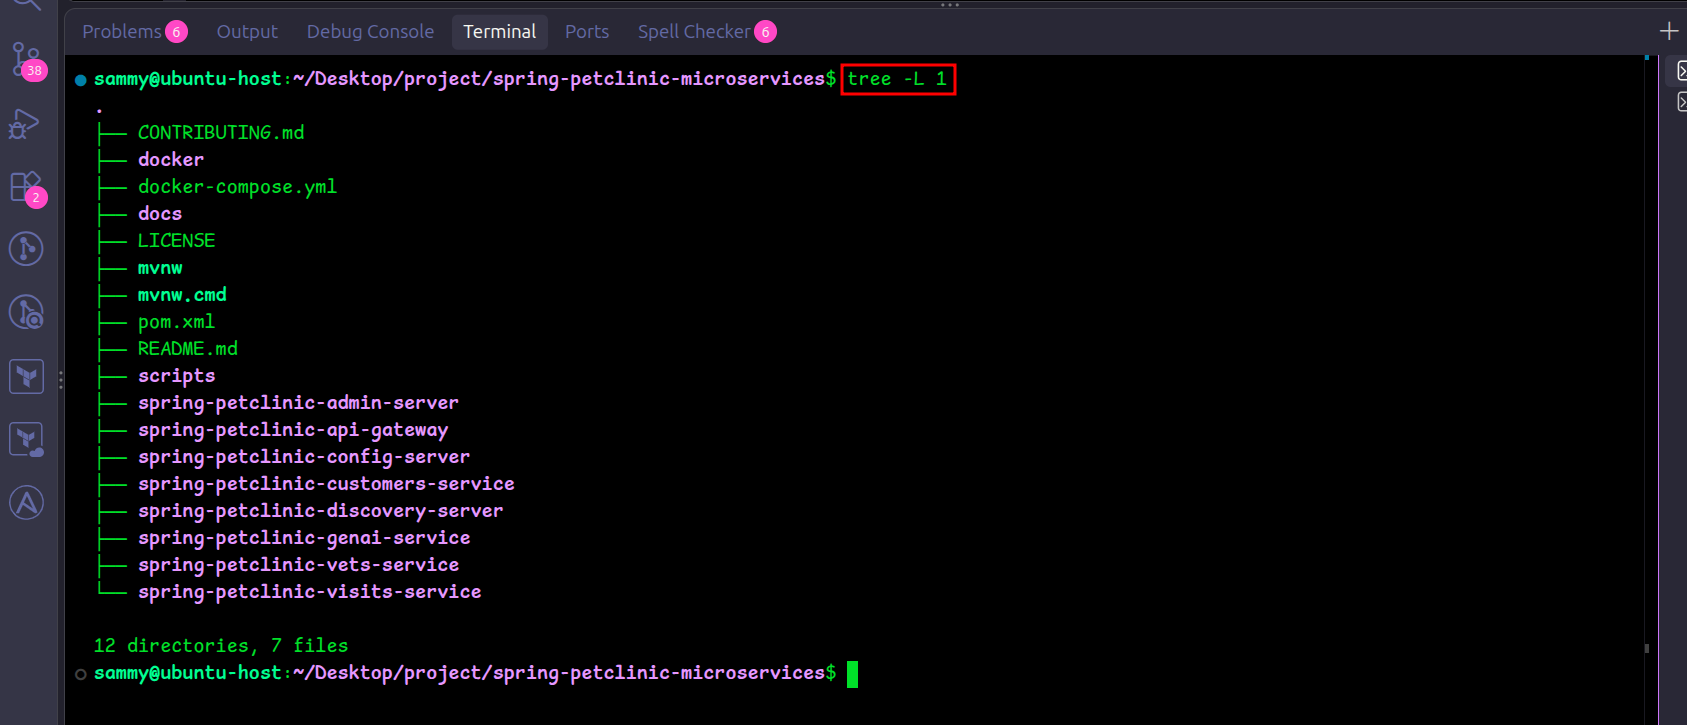 Problems 6 Output Debug Console Terminal Ports Spell Checker 6
38
2
sammy@ubuntu-host:~/Desktop/project/spring-petclinic-microservices$ tree -L 1
.
├── CONTRIBUTING.md
├── docker
├── docker-compose.yml
├── docs
├── LICENSE
├── mvnw
├── mvnw.cmd
├── pom.xml
├── README.md
├── scripts
├── spring-petclinic-admin-server
├── spring-petclinic-api-gateway
├── spring-petclinic-config-server
├── spring-petclinic-customers-service
├── spring-petclinic-discovery-server
├── spring-petclinic-genai-service
├── spring-petclinic-vets-service
└── spring-petclinic-visits-service
12 directories, 7 files
sammy@ubuntu-host:~/Desktop/project/spring-petclinic-microservices$